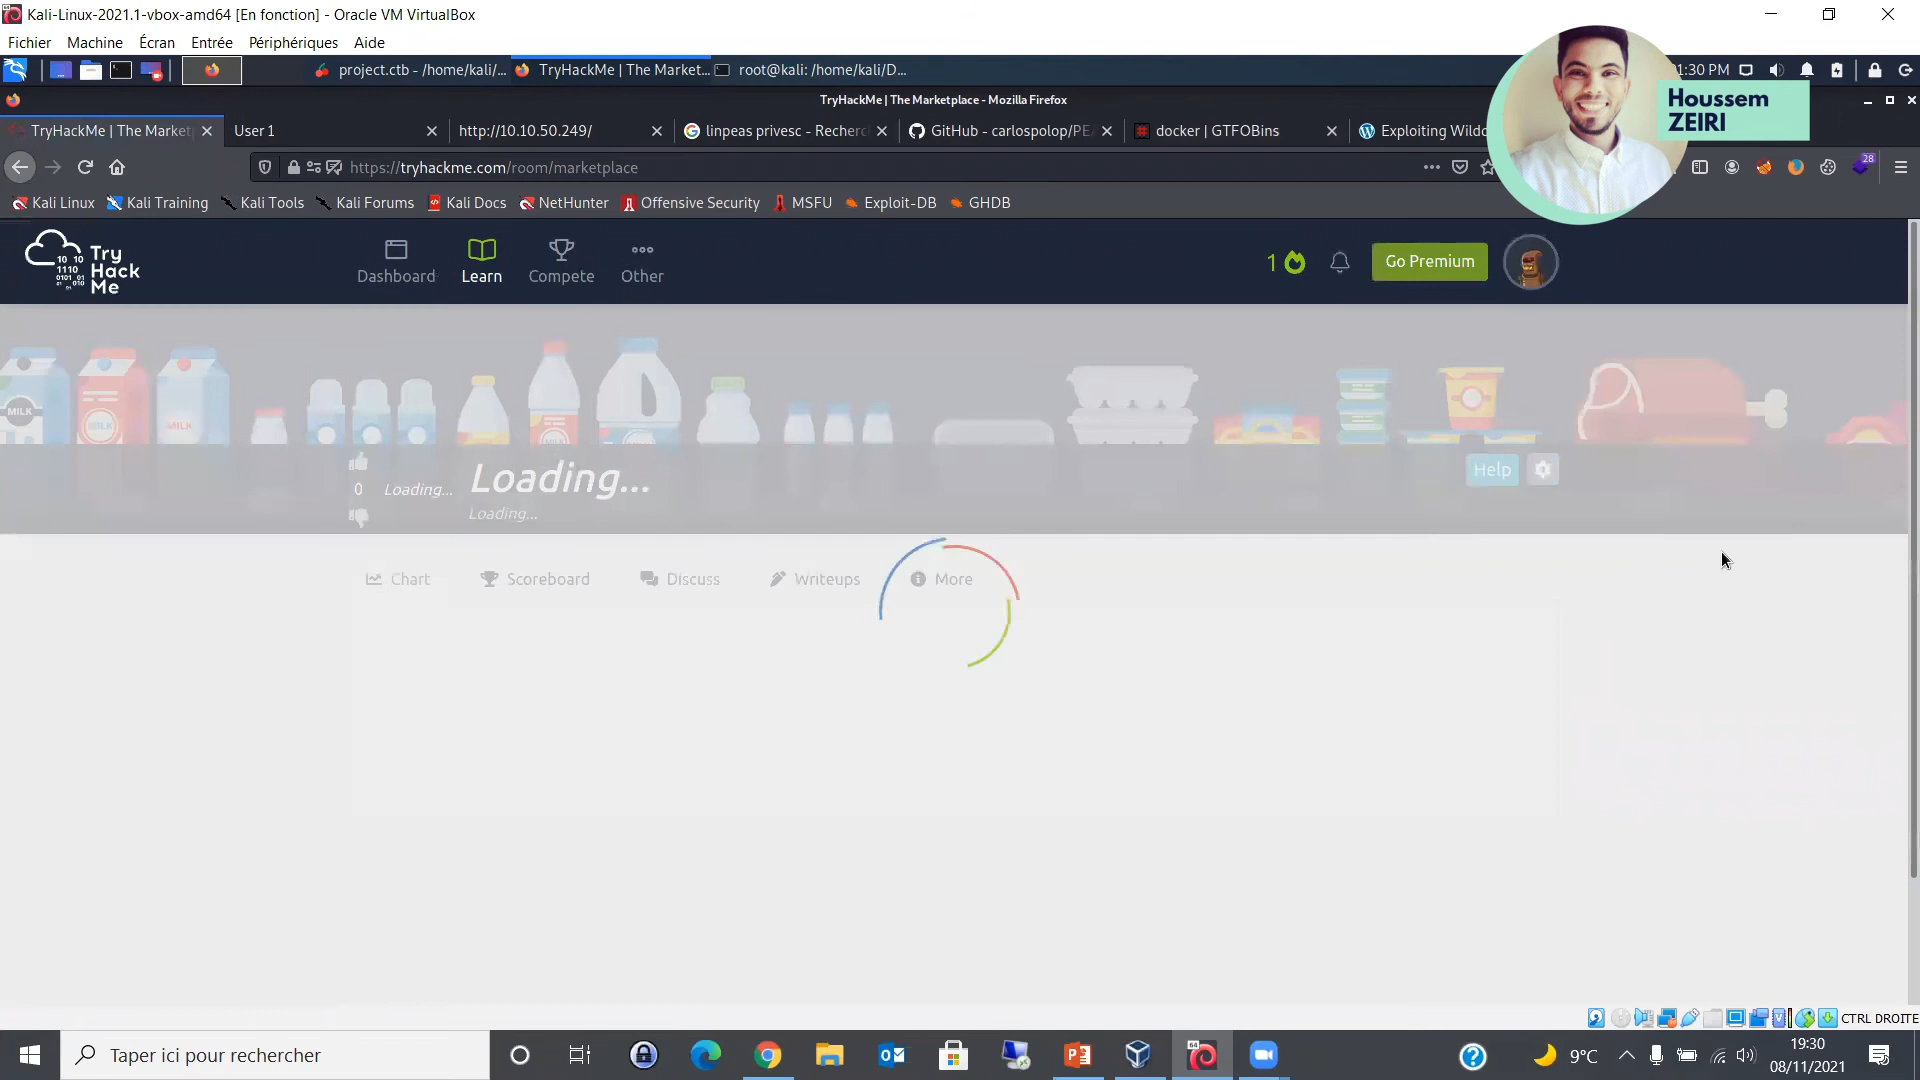 Kali-Linux-2021.1-vbox-amd64 [En fonction] - Oracle VM VirtualBox
Fichier Machine Écran Entrée Périphériques Aide
project.ctb - /home/kali/... TryHackMe | The Market... root@kali: /home/kali/D... 1:30 PM
TryHackMe | The Marketplace - Mozilla Firefox
Houssem
ZEIRI
TryHackMe | The Market User 1 http://10.10.50.249/ linpeas privesc - Recherc GitHub - carlospolop/PE docker | GTFOBins Exploiting Wildc
https://tryhackme.com/room/marketplace 28
Kali Linux Kali Training Kali Tools Kali Forums Kali Docs NetHunter Offensive Security MSFU Exploit-DB GHDB
Try
Hack
Me
Dashboard Learn Compete Other 1 Go Premium
MILK MILK MILK
0 Loading... Loading... Help
Loading...
Chart Scoreboard Discuss Writeups More
CTRL DROITE
Taper ici pour rechercher 9°C 19:30
08/11/2021